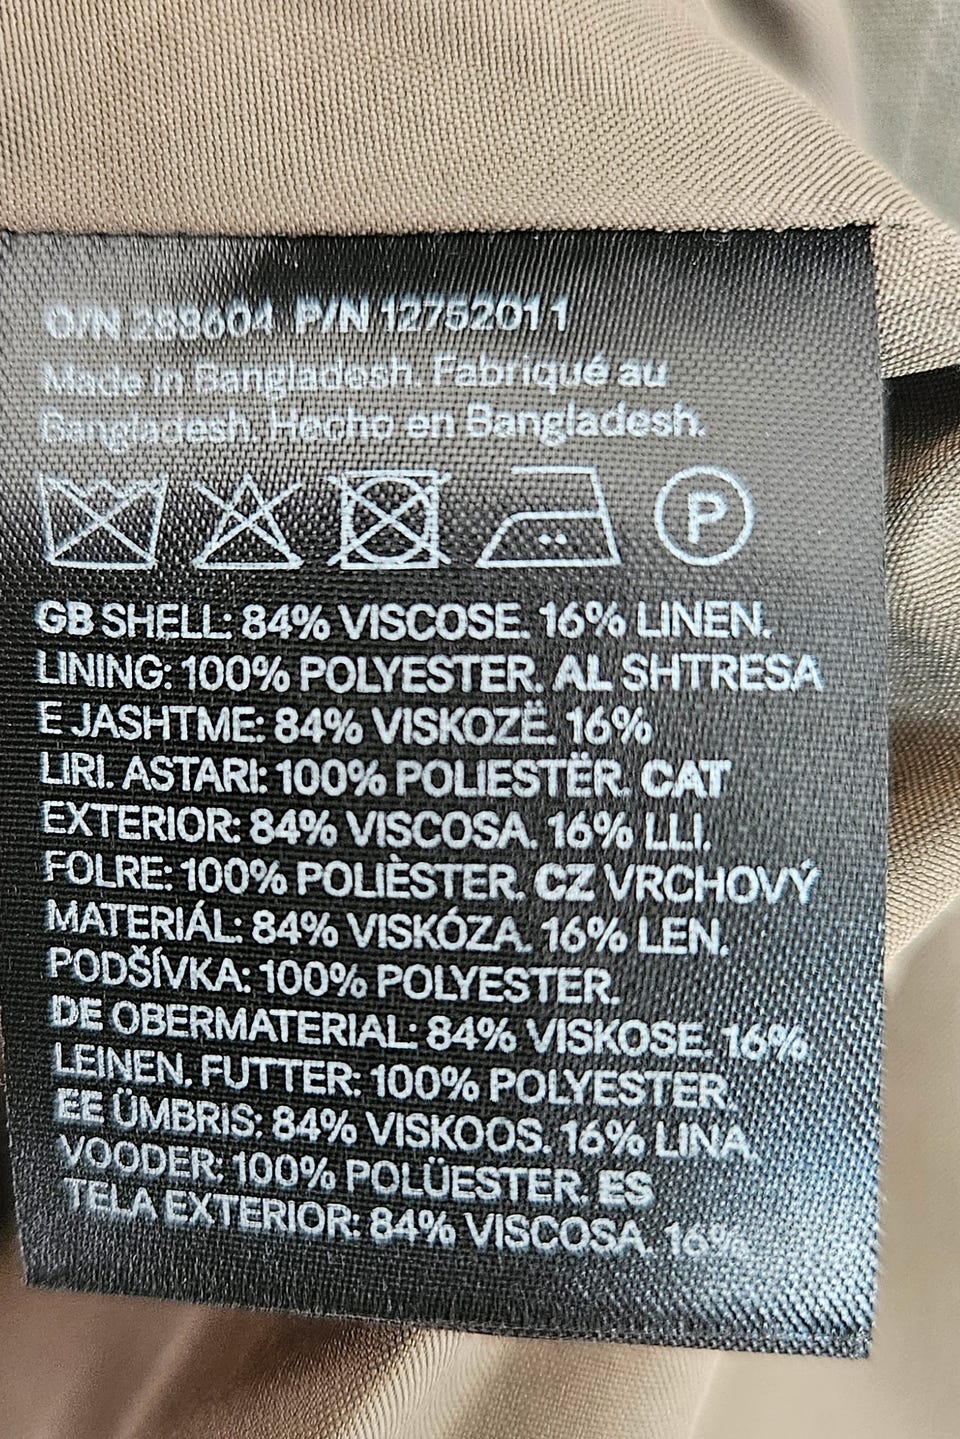 O/N 288604 P/N 12752011
Made in Bangladesh. Fabriqué au
Bangladesh. Hecho en Bangladesh.
P
GB SHELL: 84% VISCOSE. 16% LINEN.
LINING: 100% POLYESTER. AL SHTRESA
E JASHTME: 84% VISKOZË. 16%
LIRI. ASTARI: 100% POLIESTËR. CAT
EXTERIOR: 84% VISCOSA. 16% LLI.
FOLRE: 100% POLIÈSTER. CZ VRCHOVÝ
MATERIÁL: 84% VISKÓZA. 16% LEN.
PODŠÍVKA: 100% POLYESTER.
DE OBERMATERIAL: 84% VISKOSE. 16%
LEINEN. FUTTER: 100% POLYESTER.
EE ÜMBRIS: 84% VISKOOS. 16% LINA.
VOODER: 100% POLÜESTER. ES
TELA EXTERIOR: 84% VISCOSA. 16%